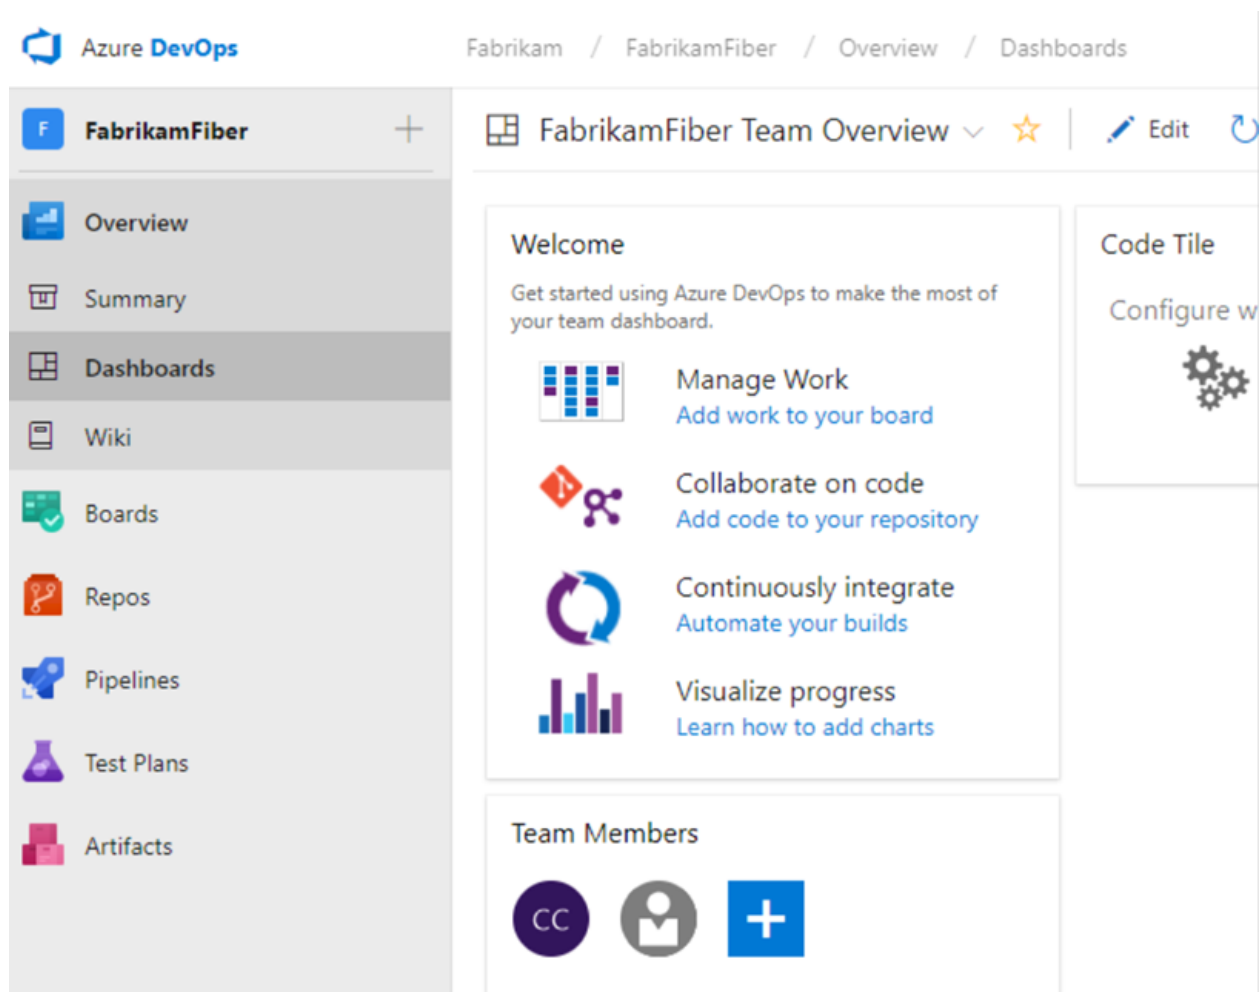 Azure DevOps
Fabrikam / FabrikamFiber / Overview / Dashboards
F FabrikamFiber
FabrikamFiber Team Overview
Edit
Overview
Summary
Dashboards
Wiki
Boards
Repos
Pipelines
Test Plans
Artifacts
Welcome
Get started using Azure DevOps to make the most of
your team dashboard.
Manage Work
Add work to your board
Collaborate on code
Add code to your repository
Continuously integrate
Automate your builds
Visualize progress
Learn how to add charts
Code Tile
Configure w
Team Members
CC